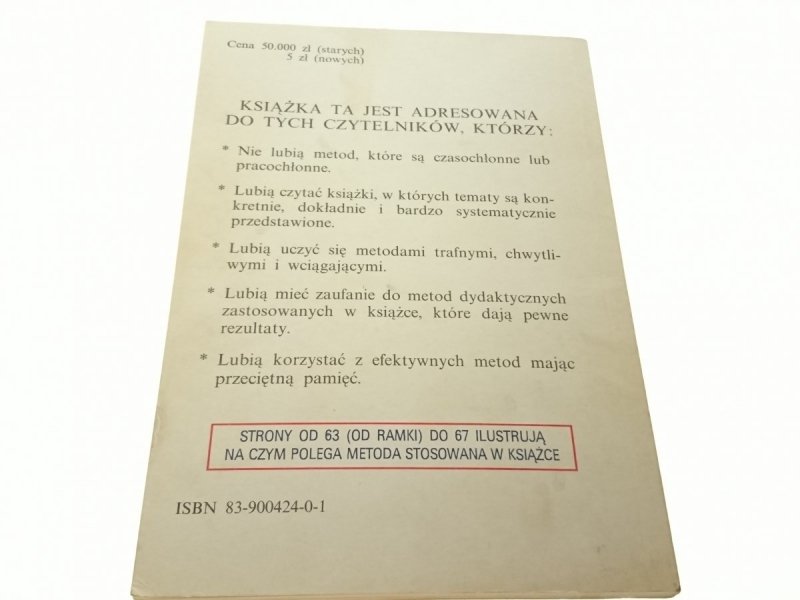 Cena 50.000 zł (starych)
5 zł (nowych)
KSIĄŻKA TA JEST ADRESOWANA
DO TYCH CZYTELNIKÓW, KTÓRZY:
* Nie lubią metod, które są czasochłonne lub
pracochłonne.
* Lubią czytać książki, w których tematy są kon-
kretnie, dokładnie i bardzo systematycznie
przedstawione.
* Lubią uczyć się metodami trafnymi, chwytli-
wymi i wciągającymi.
* Lubią mieć zaufanie do metod dydaktycznych
zastosowanych w książce, które dają pewne
rezultaty.
* Lubią korzystać z efektywnych metod mając
przeciętną pamięć.
STRONY OD 63 (OD RAMKI) DO 67 ILUSTRUJĄ
NA CZYM POLEGA METODA STOSOWANA W KSIĄŻCE
ISBN 83-900424-0-1